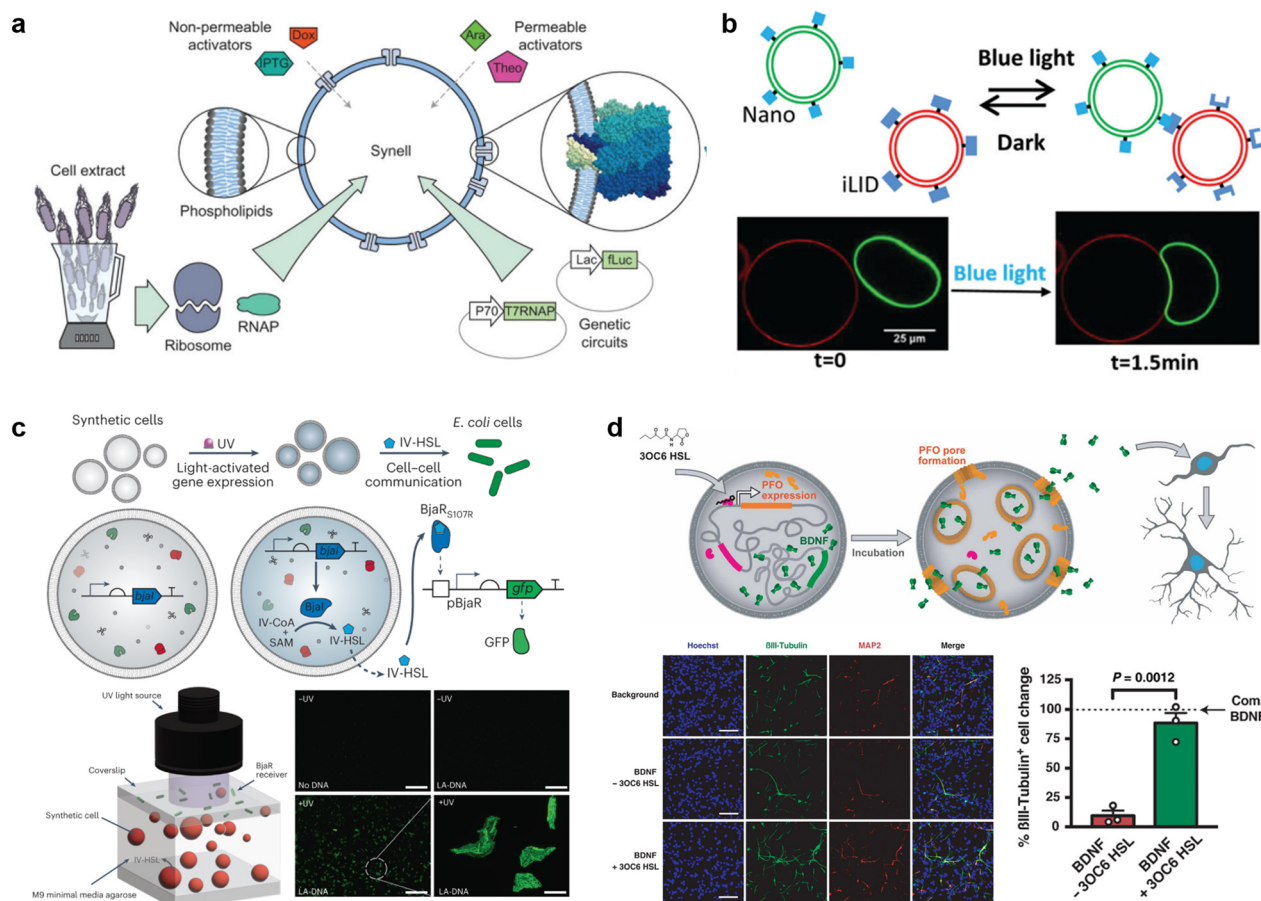 a
Non-permeable
activators
Dox
IPTG
Ara
Permeable
activators
Theo
Synell
Cell extract
Phospholipids
Lac
fLuc
P70
T7RNAP
Genetic
circuits
Ribosome
RNAP
b
Nano
Blue light
Dark
iLID
Blue light
25 µm
t=0
t=1.5min
c
Synthetic cells
UV
Light-activated
gene expression
IV-HSL
Cell–cell
communication
E. coli cells
bjaI
bjaI
BjaI
IV-CoA
+
SAM
IV-HSL
IV-HSL
BjaRS107R
pBjaR
gfp
GFP
UV light source
Coverslip
BjaR
receiver
Synthetic cell
IV-HSL
M9 minimal media agarose
–UV
No DNA
–UV
LA-DNA
+UV
LA-DNA
+UV
LA-DNA
d
3OC6 HSL
PFO
expression
BDNF
Incubation
PFO pore
formation
Hoechst
ßIII-Tubulin
MAP2
Merge
Background
BDNF
– 3OC6 HSL
BDNF
+ 3OC6 HSL
% ßIII-Tubulin+ cell change
P = 0.0012
125
100
75
50
25
0
Com
BDNF
BDNF
– 3OC6 HSL
BDNF
+ 3OC6 HSL